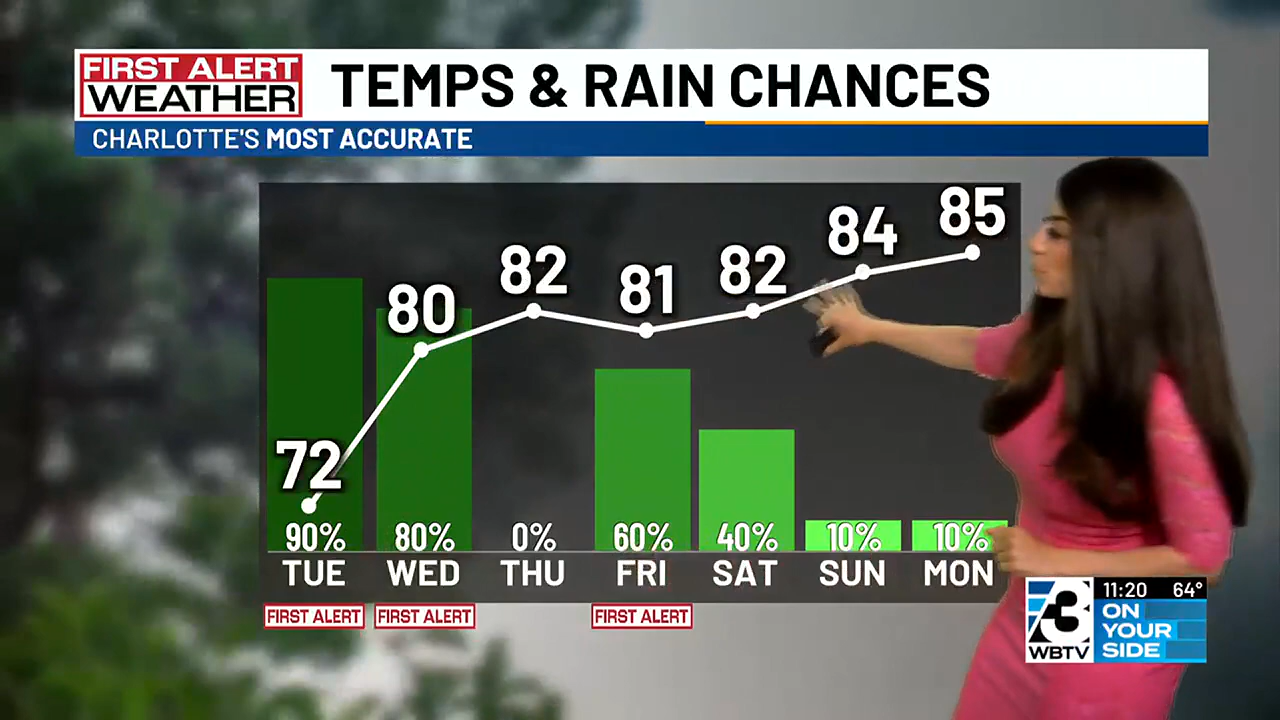 FIRST ALERT
WEATHER
TEMPS & RAIN CHANCES
CHARLOTTE'S MOST ACCURATE
72 80 82 81 82 84 85
90% 80% 0% 60% 40% 10% 10%
TUE WED THU FRI SAT SUN MON
FIRST ALERT FIRST ALERT FIRST ALERT
3
WBTV
11:20 64°
ON
YOUR
SIDE